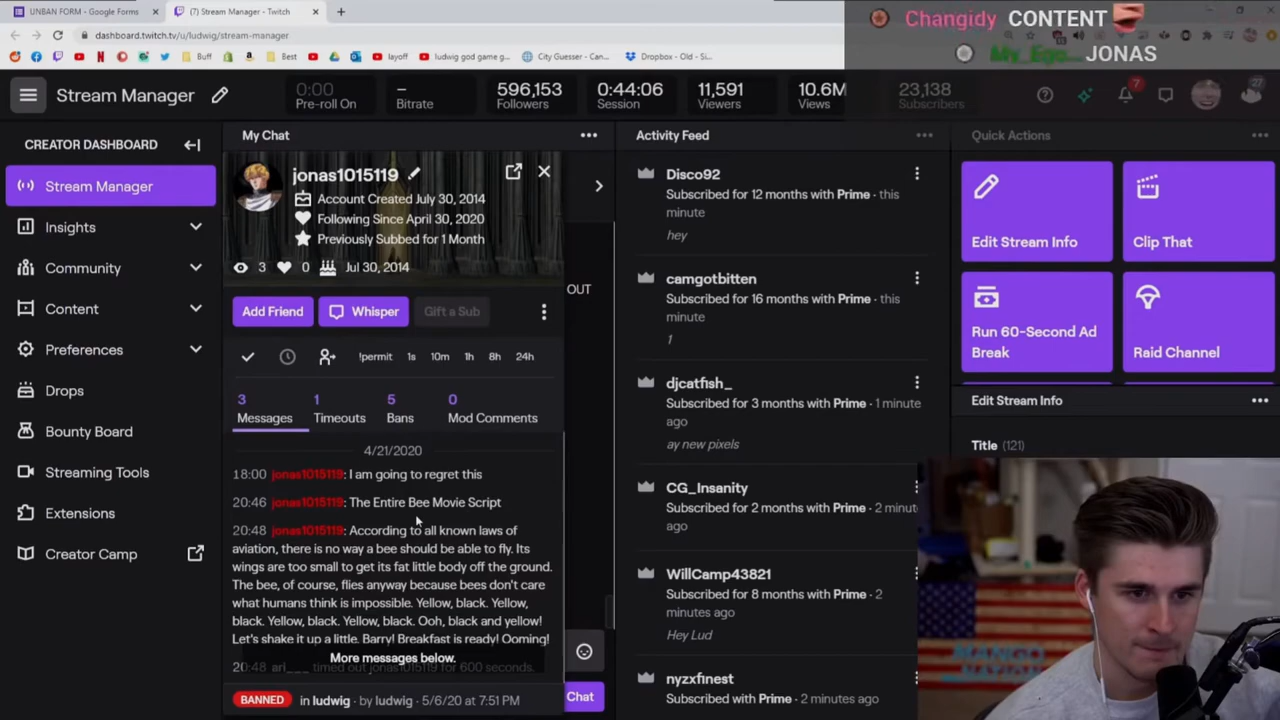 UNBAN FORM - Google Forms
(7) Stream Manager - Twitch
dashboard.twitch.tv/u/ludwig/stream-manager
Buff
Best
layoff
ludwig god game g...
City Guesser - Can...
Dropbox - Old - Si...
Changidy CONTENT
JONAS
Stream Manager
0:00
Pre-roll On
–
Bitrate
596,153
Followers
0:44:06
Session
11,591
Viewers
10.6M
Views
23,138
Subscribers
7
27
CREATOR DASHBOARD
Stream Manager
Insights
Community
Content
Preferences
Drops
Bounty Board
Streaming Tools
Extensions
Creator Camp
My Chat
jonas1015119
Account Created July 30, 2014
Following Since April 30, 2020
Previously Subbed for 1 Month
3 0 Jul 30, 2014
Add Friend
Whisper
Gift a Sub
!permit 1s 10m 1h 8h 24h
3
Messages
1
Timeouts
5
Bans
0
Mod Comments
4/21/2020
18:00 jonas1015119: I am going to regret this
20:46 jonas1015119: The Entire Bee Movie Script
20:48 jonas1015119: According to all known laws of
aviation, there is no way a bee should be able to fly. Its
wings are too small to get its fat little body off the ground.
The bee, of course, flies anyway because bees don't care
what humans think is impossible. Yellow, black. Yellow,
black. Yellow, black. Yellow, black. Ooh, black and yellow!
Let's shake it up a little. Barry! Breakfast is ready! Ooming!
More messages below.
20:48 timed out jonas1015119 for 600 seconds.
BANNED in ludwig by ludwig · 5/6/20 at 7:51 PM
OUT
Chat
Activity Feed
Disco92
Subscribed for 12 months with Prime · this
minute
hey
camgotbitten
Subscribed for 16 months with Prime · this
minute
1
djcatfish_
Subscribed for 3 months with Prime · 1 minute
ago
ay new pixels
CG_Insanity
Subscribed for 2 months with Prime · 2 minut
ago
WillCamp43821
Subscribed for 8 months with Prime · 2
minutes ago
Hey Lud
nyzxfinest
Subscribed with Prime · 2 minutes ago
Quick Actions
Edit Stream Info
Clip That
Run 60-Second Ad
Break
Raid Channel
Edit Stream Info
Title (121)
MANGO
NATION